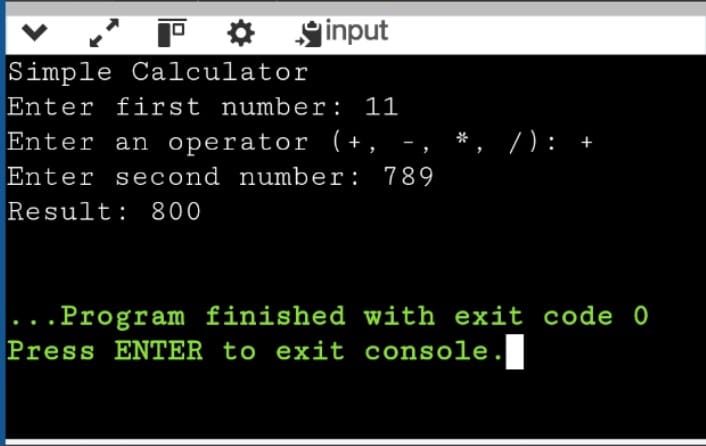 input
Simple Calculator
Enter first number: 11
Enter an operator (+, -, *, /): +
Enter second number: 789
Result: 800
...Program finished with exit code 0
Press ENTER to exit console.